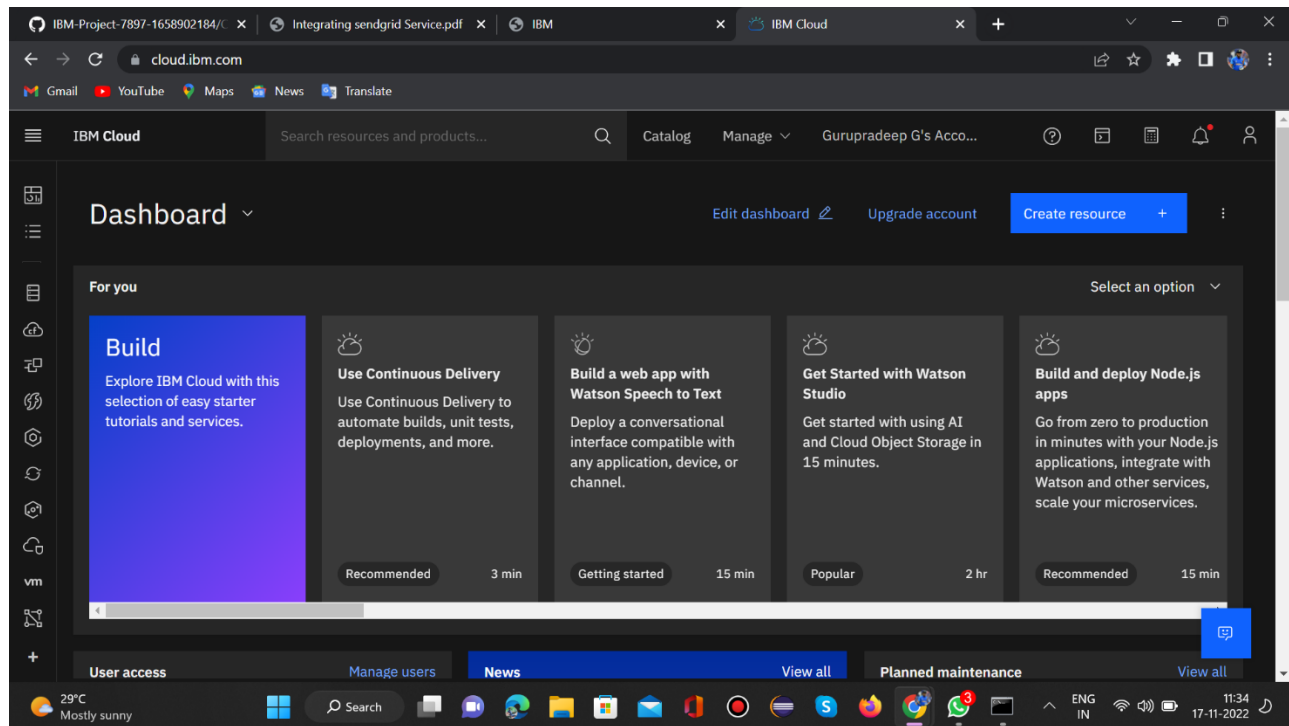 IBM-Project-7897-1658902184/C
Integrating sendgrid Service.pdf
IBM
IBM Cloud
cloud.ibm.com
Gmail
YouTube
Maps
News
Translate
IBM Cloud
Search resources and products...
Catalog
Manage
Gurupradeep G's Acco...
Dashboard
Edit dashboard
Upgrade account
Create resource +
For you
Select an option
Build
Explore IBM Cloud with this
selection of easy starter
tutorials and services.
Use Continuous Delivery
Use Continuous Delivery to
automate builds, unit tests,
deployments, and more.
Recommended 3 min
Build a web app with
Watson Speech to Text
Deploy a conversational
interface compatible with
any application, device, or
channel.
Getting started 15 min
Get Started with Watson
Studio
Get started with using AI
and Cloud Object Storage in
15 minutes.
Popular 2 hr
Build and deploy Node.js
apps
Go from zero to production
in minutes with your Node.js
applications, integrate with
Watson and other services,
scale your microservices.
Recommended 15 min
vm
User access Manage users
News View all
Planned maintenance View all
29°C
Mostly sunny
Search
3
ENG
IN
11:34
17-11-2022